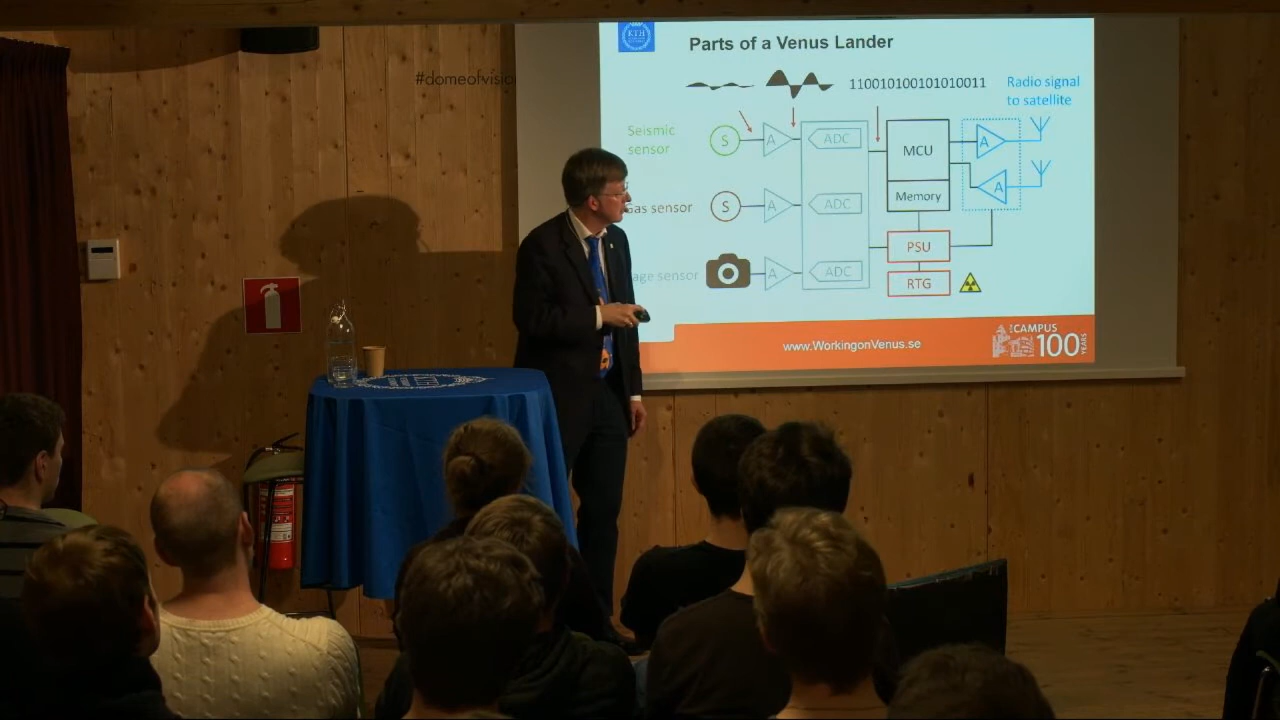 KTH
Parts of a Venus Lander
#domeofvisio
110010100101010011
Radio signal
to satellite
Seismic
sensor
S
A
ADC
MCU
A
Gas sensor
S
A
ADC
Memory
A
PSU
age sensor
A
ADC
RTG
www.WorkingonVenus.se
CAMPUS
100
YEARS